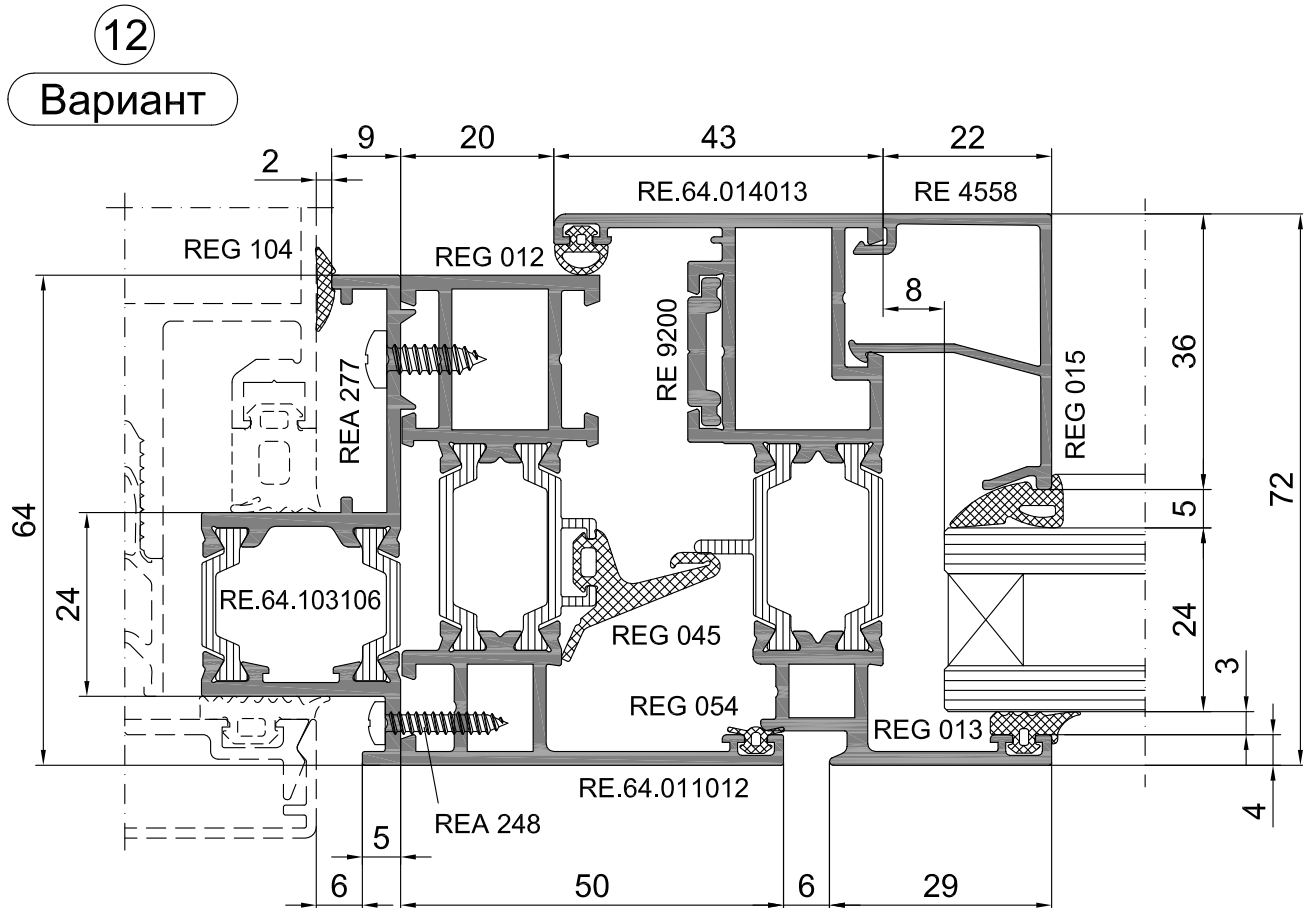 12
Вариант
9
20
43
22
2
RE.64.014013
RE 4558
REG 104
REG 012
8
RE 9200
36
REA 277
REG 015
64
72
5
24
RE.64.103106
24
REG 045
3
REG 054
REG 013
RE.64.011012
4
REA 248
5
6
50
6
29